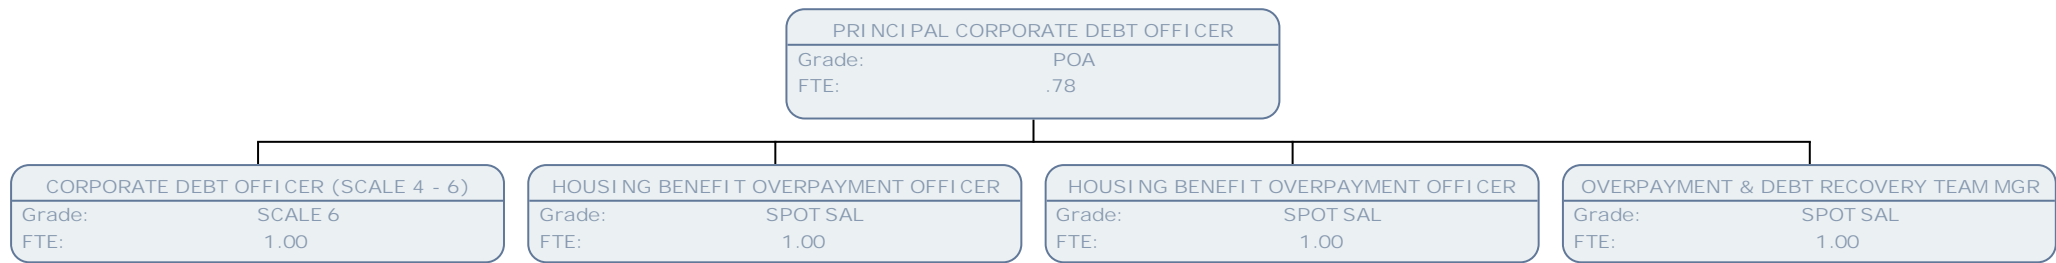 PRINCIPAL CORPORATE DEBT OFFICER
Grade: POA
FTE: .78
CORPORATE DEBT OFFICER (SCALE 4 - 6)
Grade: SCALE 6
FTE: 1.00
HOUSING BENEFIT OVERPAYMENT OFFICER
Grade: SPOT SAL
FTE: 1.00
HOUSING BENEFIT OVERPAYMENT OFFICER
Grade: SPOT SAL
FTE: 1.00
OVERPAYMENT & DEBT RECOVERY TEAM MGR
Grade: SPOT SAL
FTE: 1.00